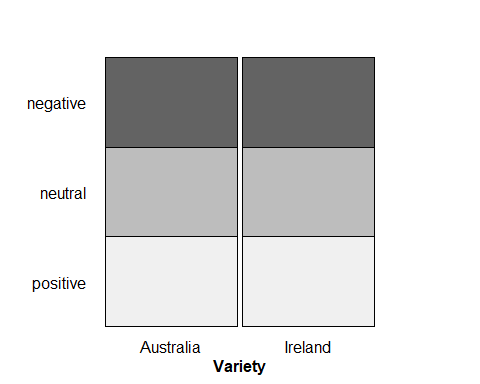 negative
neutral
positive
Australia Ireland
Variety